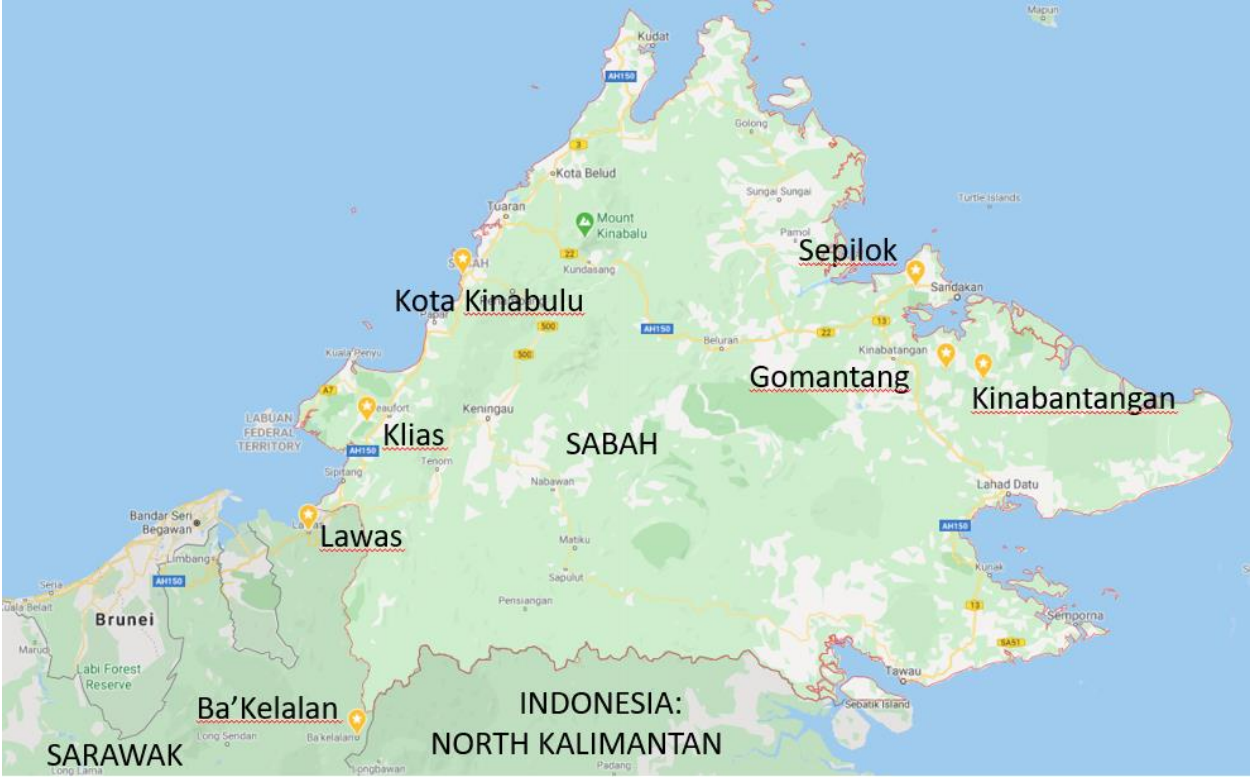 Mapun
Kudat
AH150
Golong
3
Kota Belud
Sungai Sungai
Turtle Islands
Tuaran
Mount
Kinabalu
Pamol
Sepilok
22
Kundasang
Sandakan
Kota Kinabulu
Papar
500
AH150
22
13
Beluran
Kinabatangan
Kuala Penyu
500
Gomantang
Kinabantangan
A7
Beaufort
Keningau
LABUAN
FEDERAL
TERRITORY
Klias
SABAH
AH150
Tenom
Sipitang
Nabawan
Lahad Datu
Bandar Seri
Begawan
Lawas
AH150
Matiku
Limbang
Kunak
AH150
Sapulut
Seria
Kuala Belait
Pensiangan
13
Brunei
Semporna
SA51
Marudi
Labi Forest
Reserve
Tawau
Ba'Kelalan
INDONESIA:
NORTH KALIMANTAN
Sebatik Island
Long Seridan
Ba'kelalan
SARAWAK
Long Lama
Longbawan
Padang